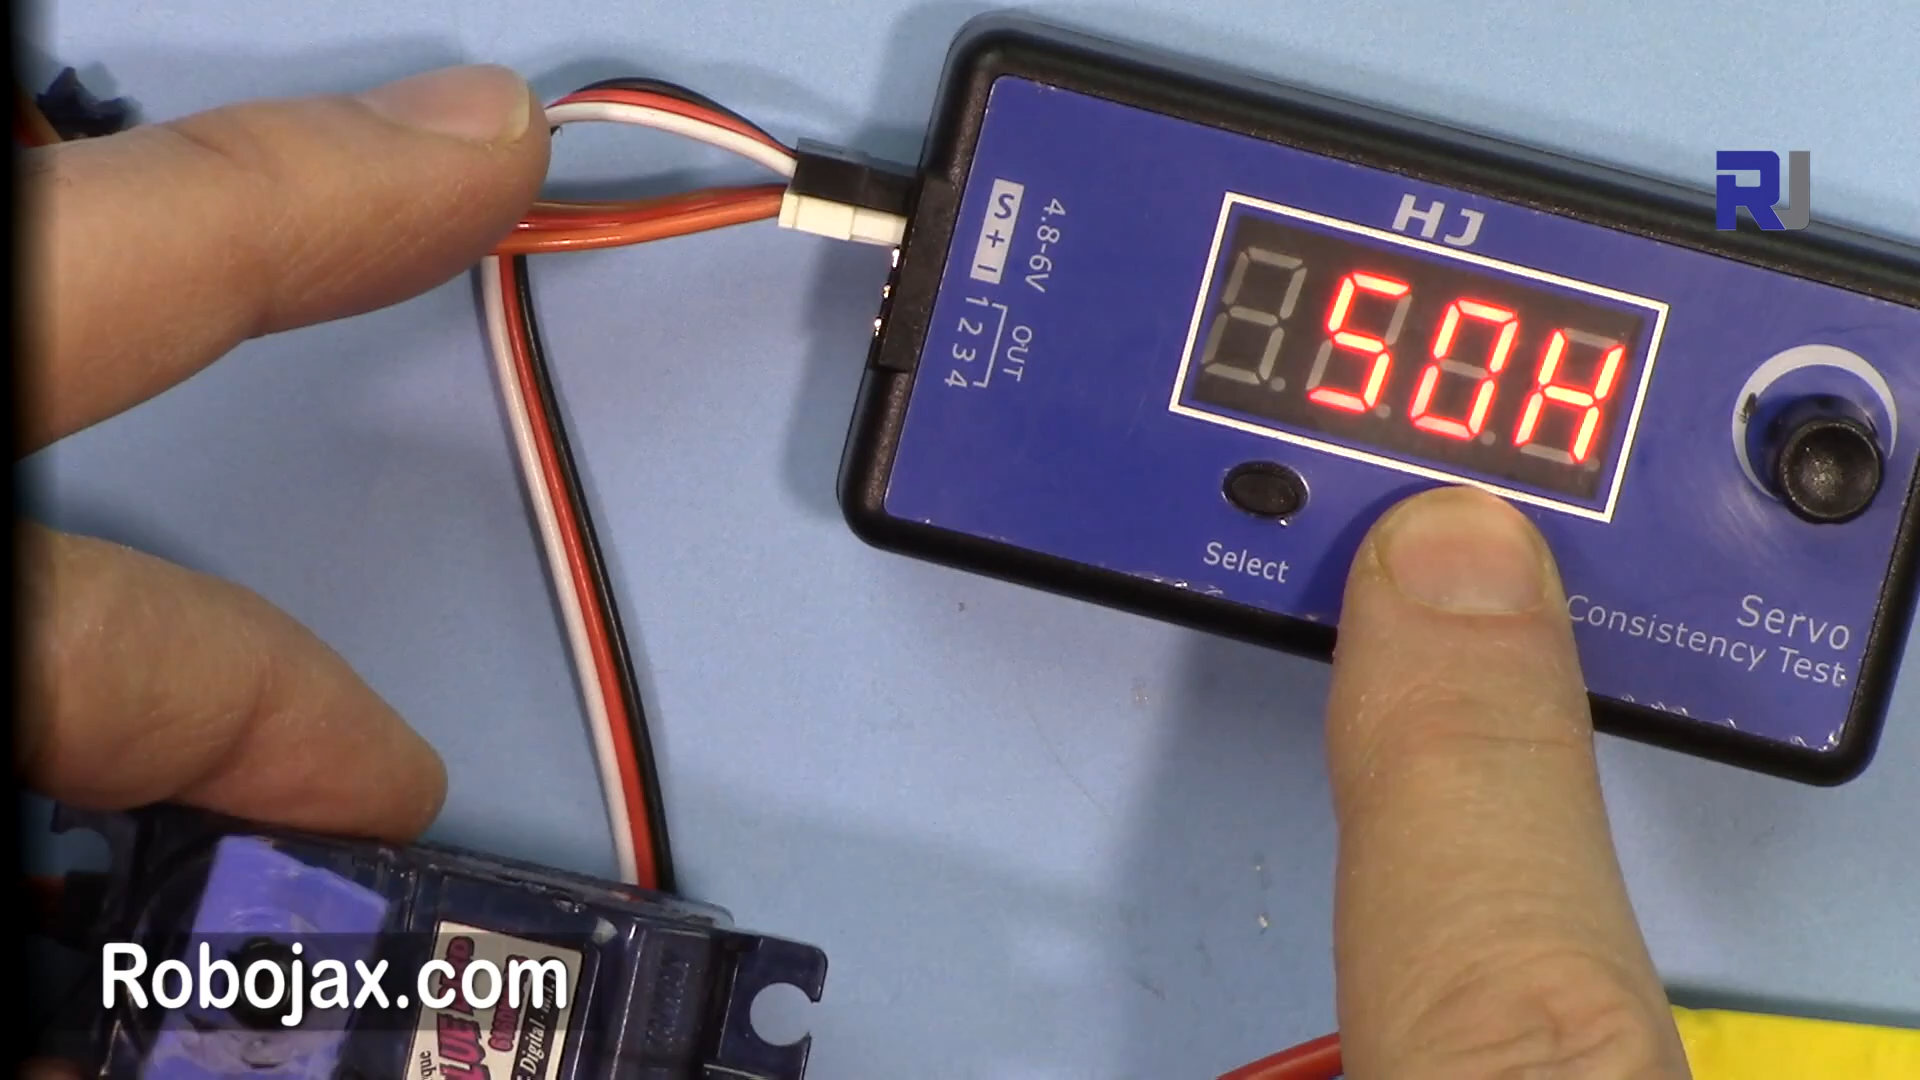 HJ
RJ
50H
S + -
4.8-6V
1 2 3 4
OUT
Select
Servo
Consistency Test
Robojax.com
Digital